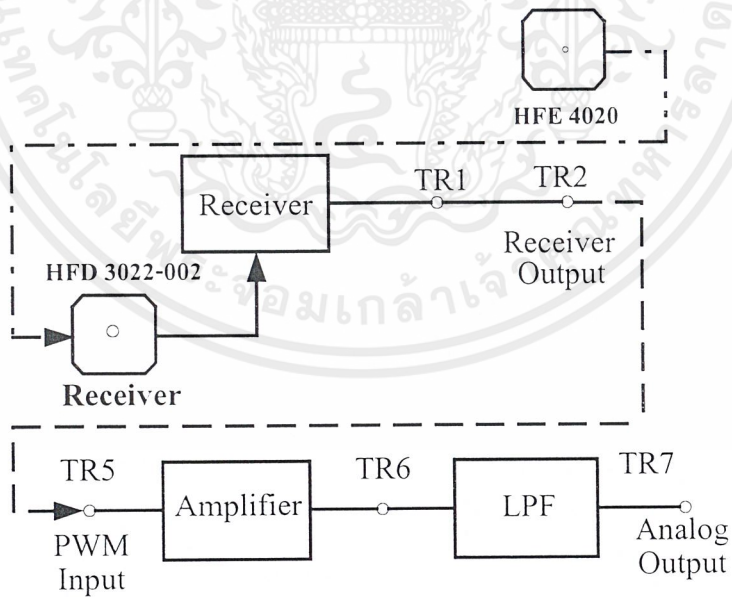 HFE 4020
Receiver
TR1
TR2
Receiver
Output
HFD 3022-002
Receiver
TR5
Amplifier
TR6
LPF
TR7
PWM
Input
Analog
Output